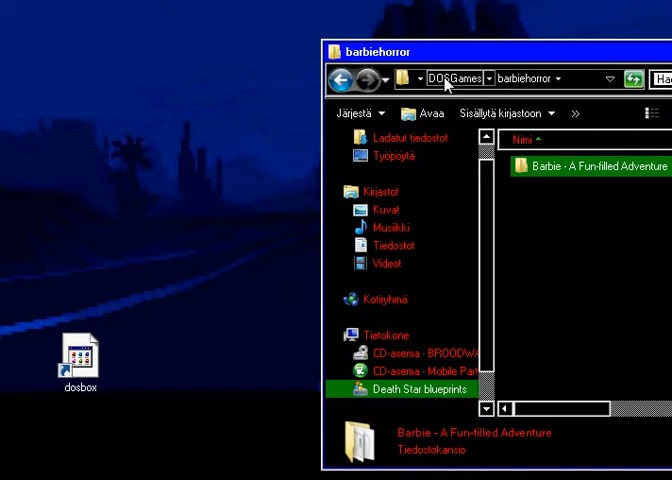 barbiehorror
DOSGames barbiehorror
Järjestä Avaa Sisällytä kirjastoon »
Ladatut tiedostot
Työpöytä
Kirjastot
Kuvat
Musiikki
Tiedostot
Videot
Kotiryhmä
Tietokone
CD-asema - BROODWA
CD-asema - Mobile Part
Death Star blueprints
Nimi
Barbie - A Fun-filled Adventure
Barbie - A Fun-filled Adventure
Tiedostokansio
dosbox